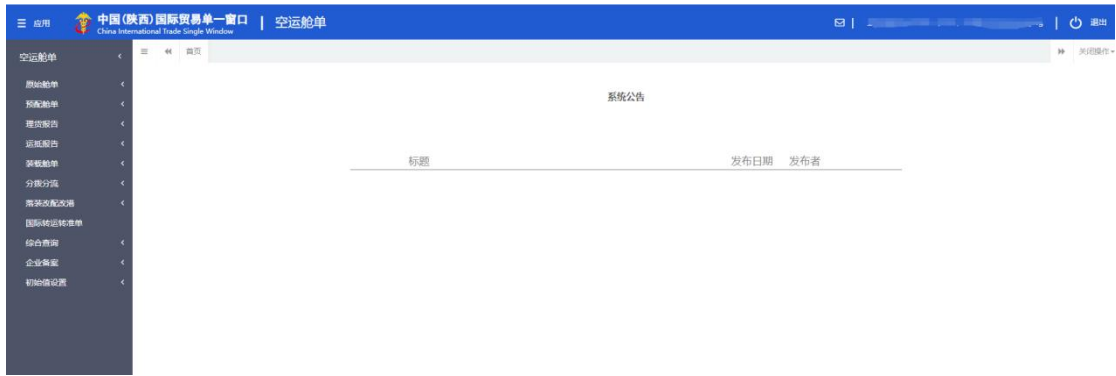 应用
中国(陕西)国际贸易单一窗口 | 空运舱单
China International Trade Single Window
退出
空运舱单
首页
关闭操作
原始舱单
预配舱单
理货报告
运抵报告
装载舱单
分拨分流
落装改配改港
国际转运转准单
综合查询
企业备案
初始值设置
系统公告
标题 发布日期 发布者